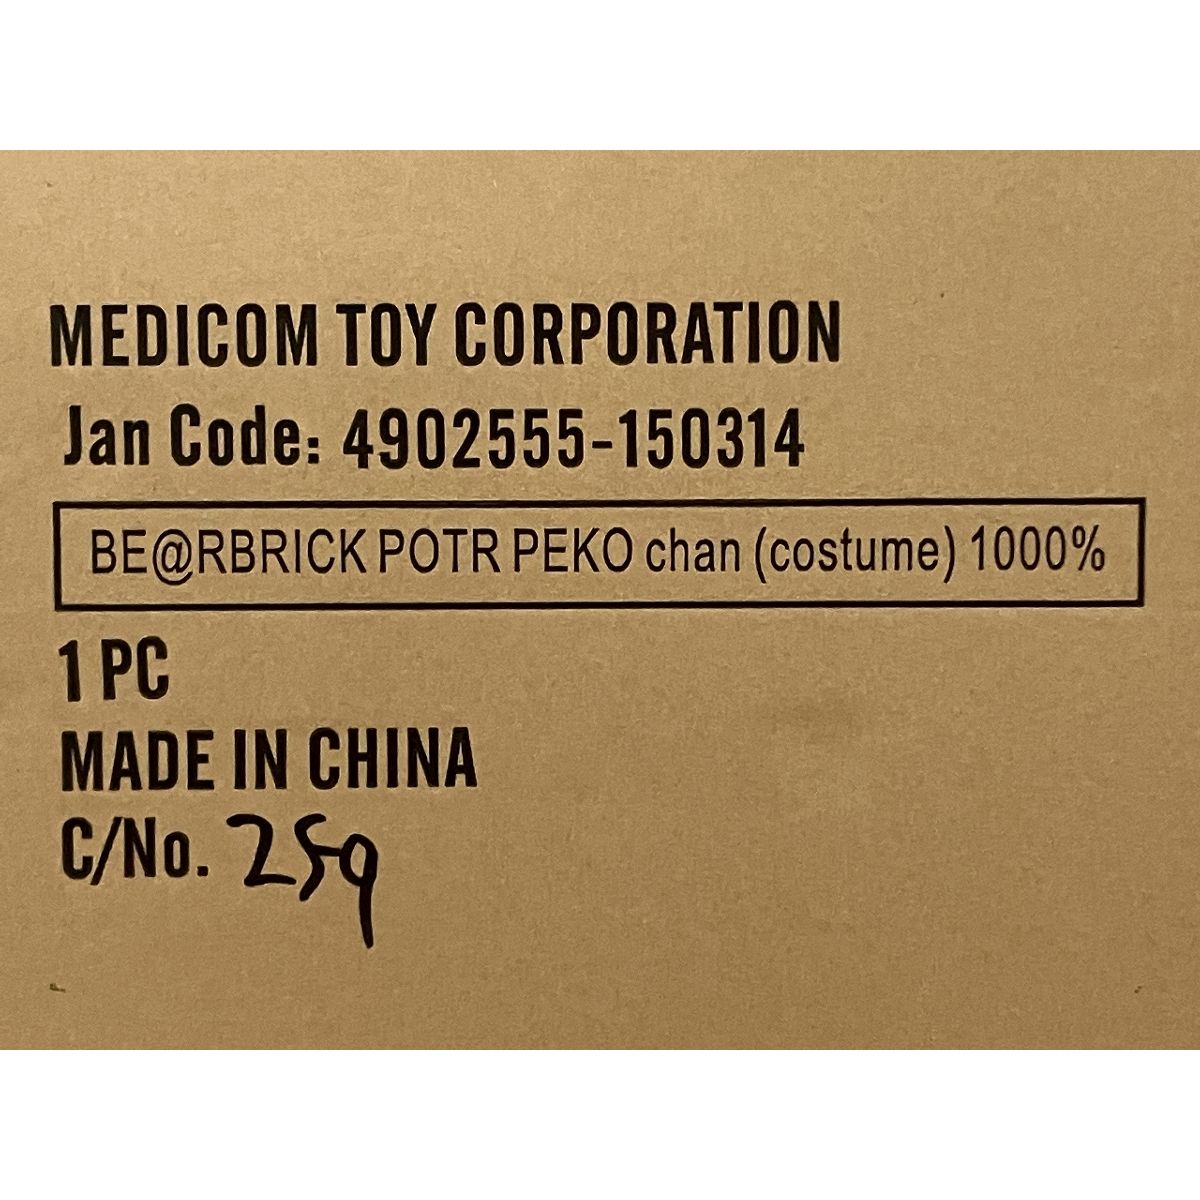 MEDICOM TOY CORPORATION
Jan Code: 4902555-150314
BE@RBRICK POTR PEKO chan (costume) 1000%
1 PC
MADE IN CHINA
C/No. 259